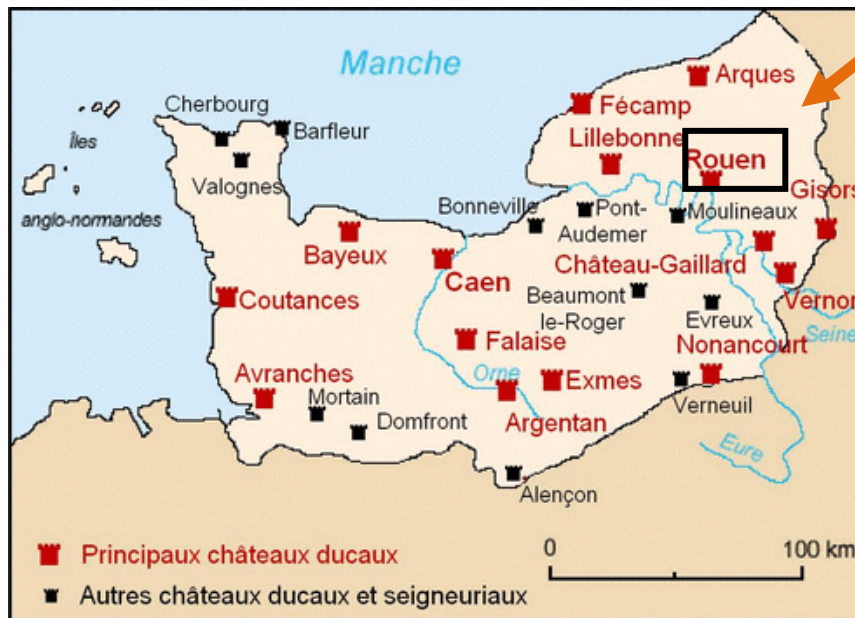 Manche
Arques
Fécamp
Cherbourg
Barfleur
Lillebonne
Rouen
Îles
Valognes
Gisors
anglo-normandes
Bonneville
Pont-
Audemer
Moulineaux
Bayeux
Caen
Château-Gaillard
Coutances
Beaumont
le-Roger
Vernon
Evreux
Seine
Falaise
Nonancourt
Avranches
Orne
Exmes
Mortain
Verneuil
Domfront
Argentan
Eure
Alençon
Principaux châteaux ducaux
0
100 km
Autres châteaux ducaux et seigneuriaux